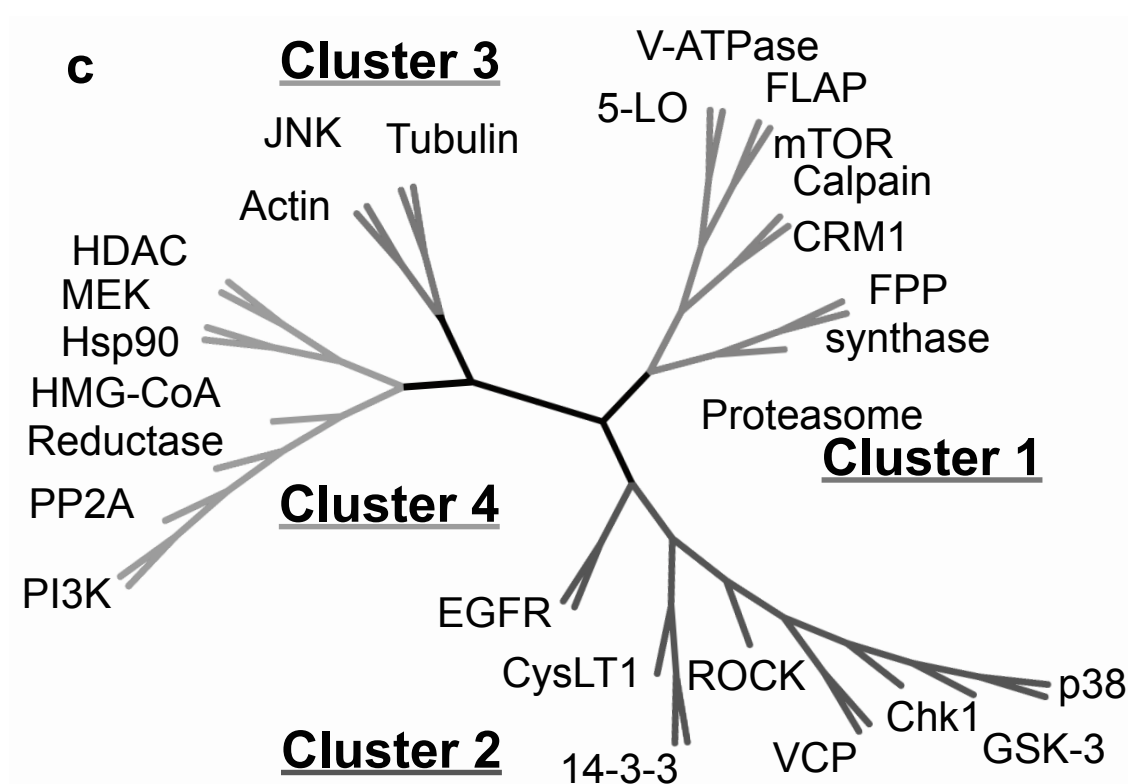 c
Cluster 3
V-ATPase
FLAP
5-LO
JNK
Tubulin
mTOR
Calpain
Actin
CRM1
HDAC
MEK
FPP
synthase
Hsp90
HMG-CoA
Reductase
Proteasome
Cluster 1
PP2A
Cluster 4
PI3K
EGFR
CysLT1
ROCK
p38
Chk1
GSK-3
VCP
14-3-3
Cluster 2